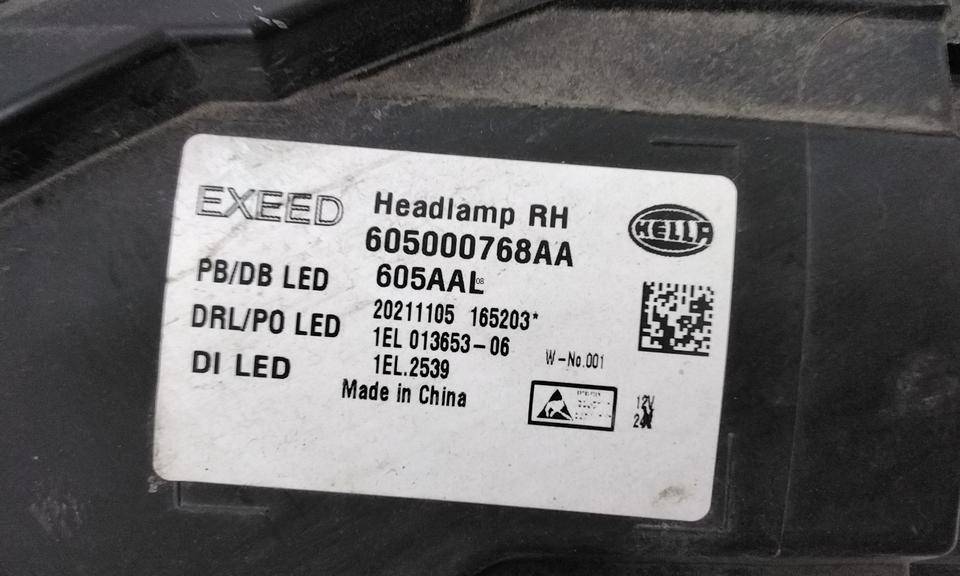 EXEED
Headlamp RH
605000768AA
HELLA
PB/DB LED
605AAL08
DRL/PO LED
20211105 165203*
1EL 013653-06
DI LED
1EL.2539
W-No.001
Made in China
12V